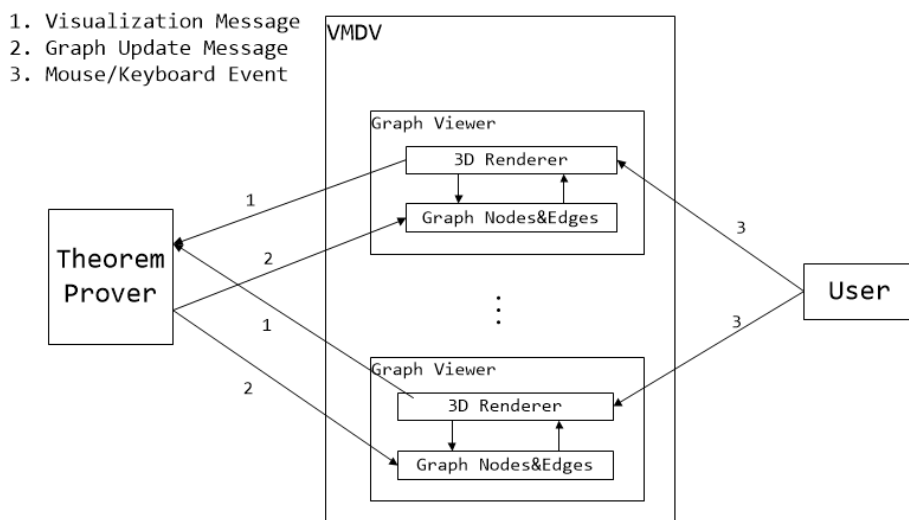 1. Visualization Message
2. Graph Update Message
3. Mouse/Keyboard Event
VMDV
Graph Viewer
3D Renderer
Graph Nodes&Edges
1
2
3
Theorem
Prover
User
1
2
3
Graph Viewer
3D Renderer
Graph Nodes&Edges